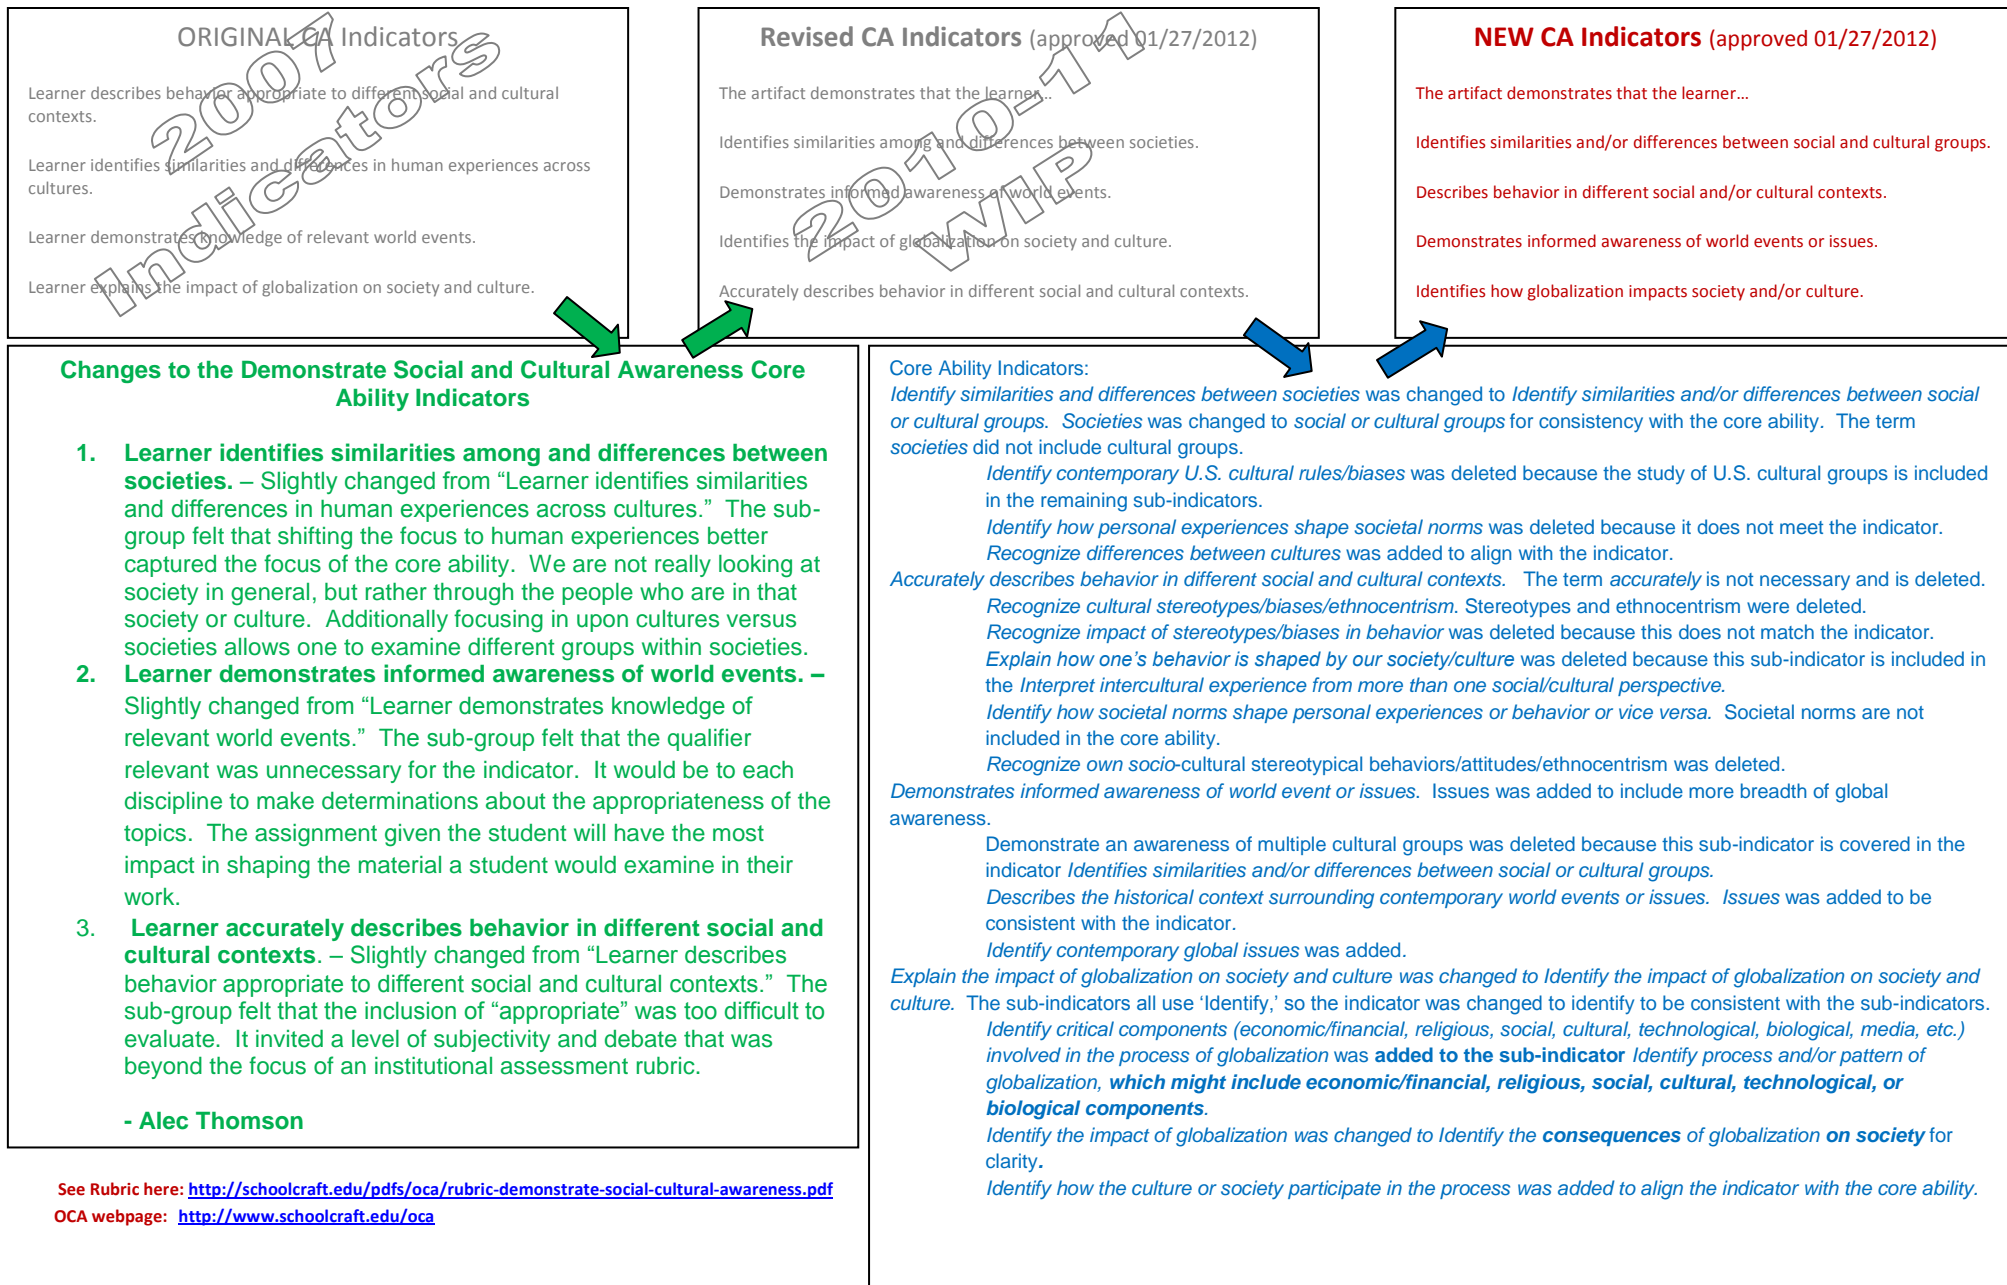 ORIGINAL CA Indicators
2007
Indicators
Learner describes behavior appropriate to different social and cultural
contexts.
Learner identifies similarities and differences in human experiences across
cultures.
Learner demonstrates knowledge of relevant world events.
Learner explains the impact of globalization on society and culture.
Revised CA Indicators (approved 01/27/2012)
2010-11
WIP
The artifact demonstrates that the learner...
Identifies similarities among and differences between societies.
Demonstrates informed awareness of world events.
Identifies the impact of globalization on society and culture.
Accurately describes behavior in different social and cultural contexts.
NEW CA Indicators (approved 01/27/2012)
The artifact demonstrates that the learner…
Identifies similarities and/or differences between social and cultural groups.
Describes behavior in different social and/or cultural contexts.
Demonstrates informed awareness of world events or issues.
Identifies how globalization impacts society and/or culture.
Changes to the Demonstrate Social and Cultural Awareness Core
Ability Indicators
1. Learner identifies similarities among and differences between
societies. – Slightly changed from “Learner identifies similarities
and differences in human experiences across cultures.” The sub-
group felt that shifting the focus to human experiences better
captured the focus of the core ability. We are not really looking at
society in general, but rather through the people who are in that
society or culture. Additionally focusing in upon cultures versus
societies allows one to examine different groups within societies.
2. Learner demonstrates informed awareness of world events. –
Slightly changed from “Learner demonstrates knowledge of
relevant world events.” The sub-group felt that the qualifier
relevant was unnecessary for the indicator. It would be to each
discipline to make determinations about the appropriateness of the
topics. The assignment given the student will have the most
impact in shaping the material a student would examine in their
work.
3. Learner accurately describes behavior in different social and
cultural contexts. – Slightly changed from “Learner describes
behavior appropriate to different social and cultural contexts.” The
sub-group felt that the inclusion of “appropriate” was too difficult to
evaluate. It invited a level of subjectivity and debate that was
beyond the focus of an institutional assessment rubric.
- Alec Thomson
See Rubric here: http://schoolcraft.edu/pdfs/oca/rubric-demonstrate-social-cultural-awareness.pdf
OCA webpage: http://www.schoolcraft.edu/oca
Core Ability Indicators:
Identify similarities and differences between societies was changed to Identify similarities and/or differences between social
or cultural groups. Societies was changed to social or cultural groups for consistency with the core ability. The term
societies did not include cultural groups.
Identify contemporary U.S. cultural rules/biases was deleted because the study of U.S. cultural groups is included
in the remaining sub-indicators.
Identify how personal experiences shape societal norms was deleted because it does not meet the indicator.
Recognize differences between cultures was added to align with the indicator.
Accurately describes behavior in different social and cultural contexts. The term accurately is not necessary and is deleted.
Recognize cultural stereotypes/biases/ethnocentrism. Stereotypes and ethnocentrism were deleted.
Recognize impact of stereotypes/biases in behavior was deleted because this does not match the indicator.
Explain how one’s behavior is shaped by our society/culture was deleted because this sub-indicator is included in
the Interpret intercultural experience from more than one social/cultural perspective.
Identify how societal norms shape personal experiences or behavior or vice versa. Societal norms are not
included in the core ability.
Recognize own socio-cultural stereotypical behaviors/attitudes/ethnocentrism was deleted.
Demonstrates informed awareness of world event or issues. Issues was added to include more breadth of global
awareness.
Demonstrate an awareness of multiple cultural groups was deleted because this sub-indicator is covered in the
indicator Identifies similarities and/or differences between social or cultural groups.
Describes the historical context surrounding contemporary world events or issues. Issues was added to be
consistent with the indicator.
Identify contemporary global issues was added.
Explain the impact of globalization on society and culture was changed to Identify the impact of globalization on society and
culture. The sub-indicators all use ‘Identify,’ so the indicator was changed to identify to be consistent with the sub-indicators.
Identify critical components (economic/financial, religious, social, cultural, technological, biological, media, etc.)
involved in the process of globalization was added to the sub-indicator Identify process and/or pattern of
globalization, which might include economic/financial, religious, social, cultural, technological, or
biological components.
Identify the impact of globalization was changed to Identify the consequences of globalization on society for
clarity.
Identify how the culture or society participate in the process was added to align the indicator with the core ability.